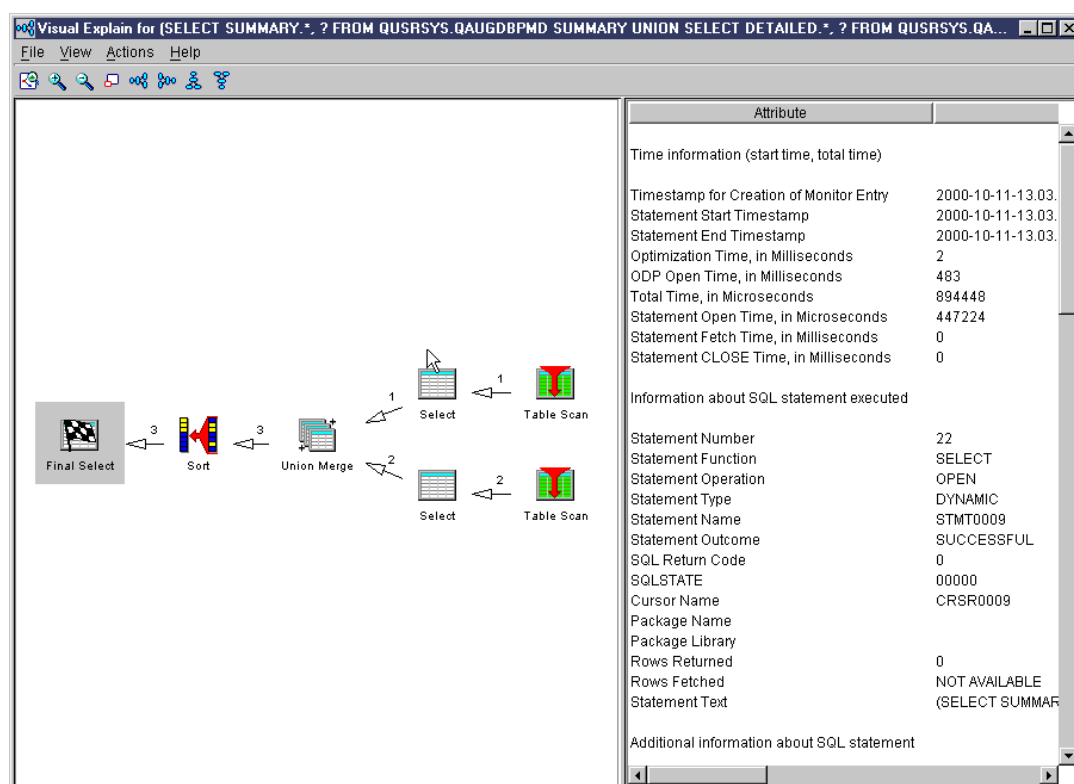 Visual Explain for (SELECT SUMMARY.*, ? FROM QUSRSYS.QAUGDBPMD SUMMARY UNION SELECT DETAILED.*, ? FROM QUSRSYS.QA...
File View Actions Help
Attribute
Time information (start time, total time)
Timestamp for Creation of Monitor Entry 2000-10-11-13.03.
Statement Start Timestamp 2000-10-11-13.03.
Statement End Timestamp 2000-10-11-13.03.
Optimization Time, in Milliseconds 2
ODP Open Time, in Milliseconds 483
Total Time, in Microseconds 894448
Statement Open Time, in Microseconds 447224
Statement Fetch Time, in Milliseconds 0
Statement CLOSE Time, in Milliseconds 0
Information about SQL statement executed
Statement Number 22
Statement Function SELECT
Statement Operation OPEN
Statement Type DYNAMIC
Statement Name STMT0009
Statement Outcome SUCCESSFUL
SQL Return Code 0
SQLSTATE 00000
Cursor Name CRSR0009
Package Name
Package Library
Rows Returned 0
Rows Fetched NOT AVAILABLE
Statement Text (SELECT SUMMAR
Additional information about SQL statement
1 1
Select Table Scan
3 3
Final Select Sort Union Merge
2 2
Select Table Scan